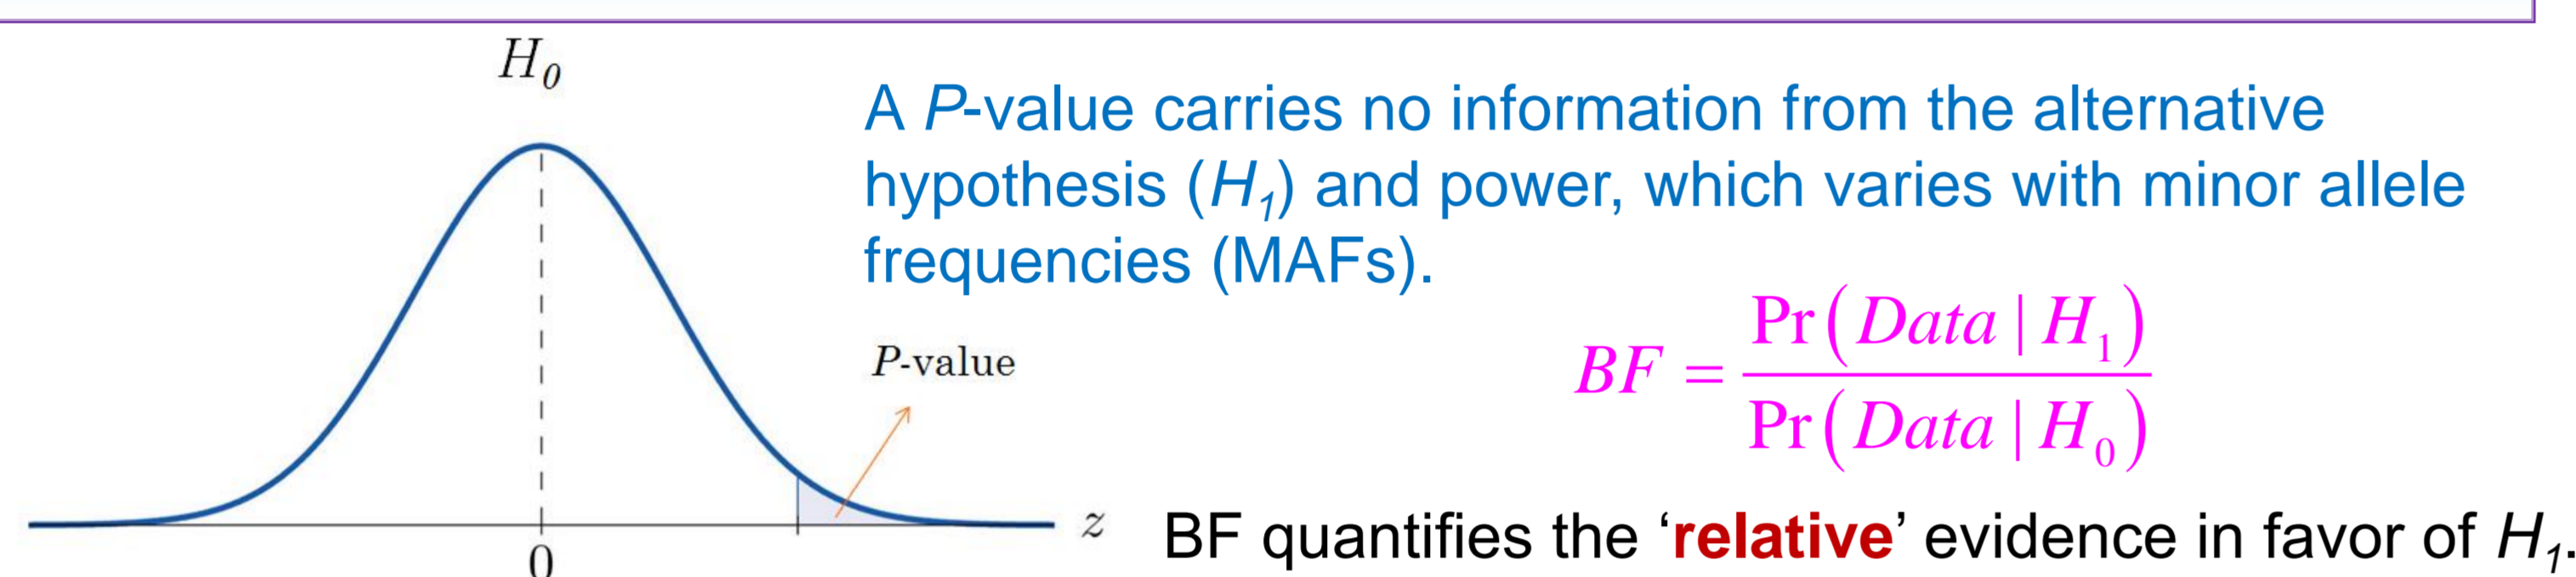 H₀
A P-value carries no information from the alternative
hypothesis (H₁) and power, which varies with minor allele
frequencies (MAFs).
P-value
BF = Pr(Data | H₁) / Pr(Data | H₀)
z
0
BF quantifies the ‘relative’ evidence in favor of H₁.